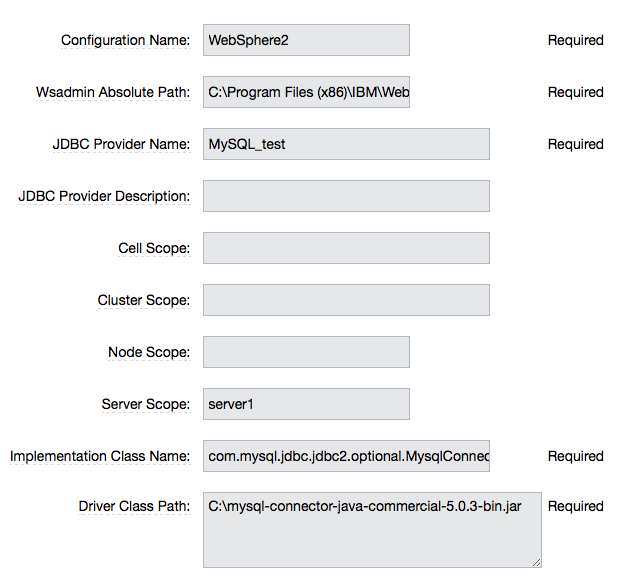 Configuration Name: WebSphere2 Required
Wsadmin Absolute Path: C:\Program Files (x86)\IBM\Web Required
JDBC Provider Name: MySQL_test Required
JDBC Provider Description:
Cell Scope:
Cluster Scope:
Node Scope:
Server Scope: server1
Implementation Class Name: com.mysql.jdbc.jdbc2.optional.MysqlConnec Required
Driver Class Path: C:\mysql-connector-java-commercial-5.0.3-bin.jar Required